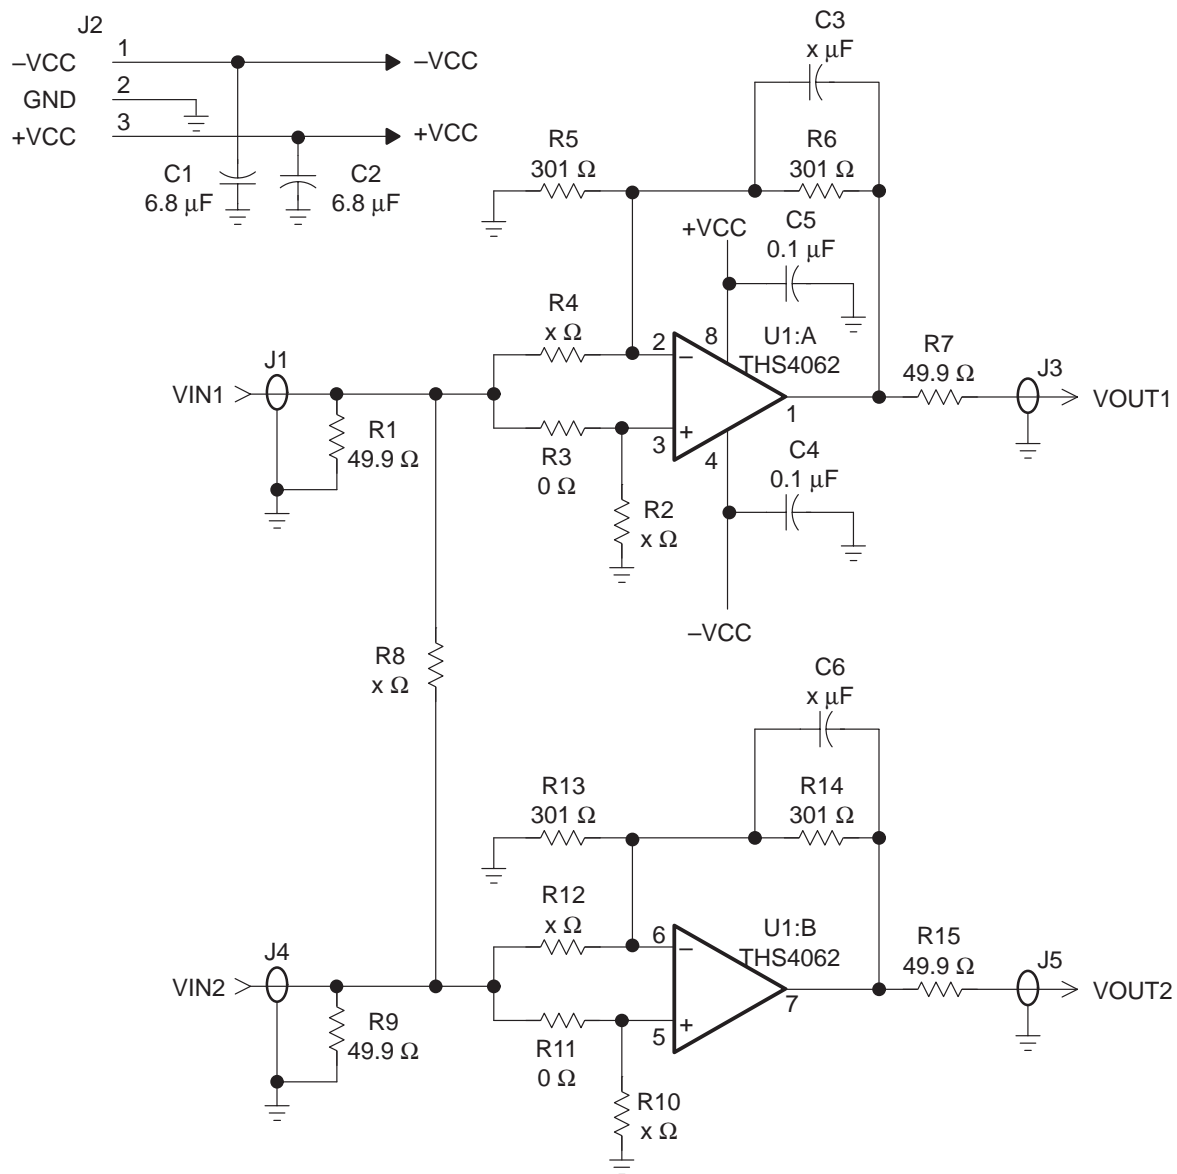 J2
–VCC 1 –VCC
GND 2
+VCC 3 +VCC
C1
6.8 μF
C2
6.8 μF
C3
x μF
R5
301 Ω
R6
301 Ω
+VCC
C5
0.1 μF
R4
x Ω
2
–
8
U1:A
THS4062
R7
49.9 Ω
J3
VIN1
J1
R1
49.9 Ω
R3
0 Ω
3
+
4
1
VOUT1
C4
0.1 μF
R2
x Ω
–VCC
R8
x Ω
C6
x μF
R13
301 Ω
R14
301 Ω
R12
x Ω
6
–
U1:B
THS4062
R15
49.9 Ω
J5
VIN2
J4
R9
49.9 Ω
R11
0 Ω
5
+
7
VOUT2
R10
x Ω